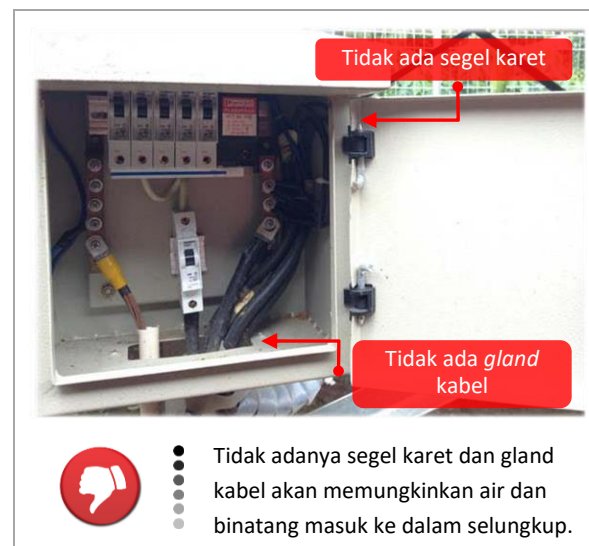 Tidak ada segel karet
Tidak ada gland
kabel
Tidak adanya segel karet dan gland
kabel akan memungkinkan air dan
binatang masuk ke dalam selungkup.